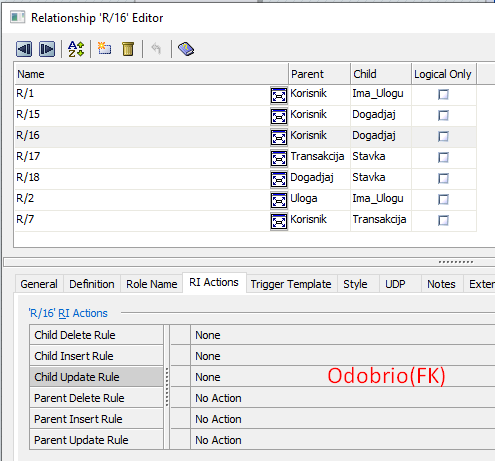 Relationship 'R/16' Editor
Name Parent Child Logical Only
R/1 Korisnik Ima_Ulogu
R/15 Korisnik Dogadjaj
R/16 Korisnik Dogadjaj
R/17 Transakcija Stavka
R/18 Dogadjaj Stavka
R/2 Uloga Ima_Ulogu
R/7 Korisnik Transakcija
General Definition Role Name RI Actions Trigger Template Style UDP Notes Exter
'R/16' RI Actions
Child Delete Rule None
Child Insert Rule None
Child Update Rule None Odobrio(FK)
Parent Delete Rule No Action
Parent Insert Rule No Action
Parent Update Rule No Action